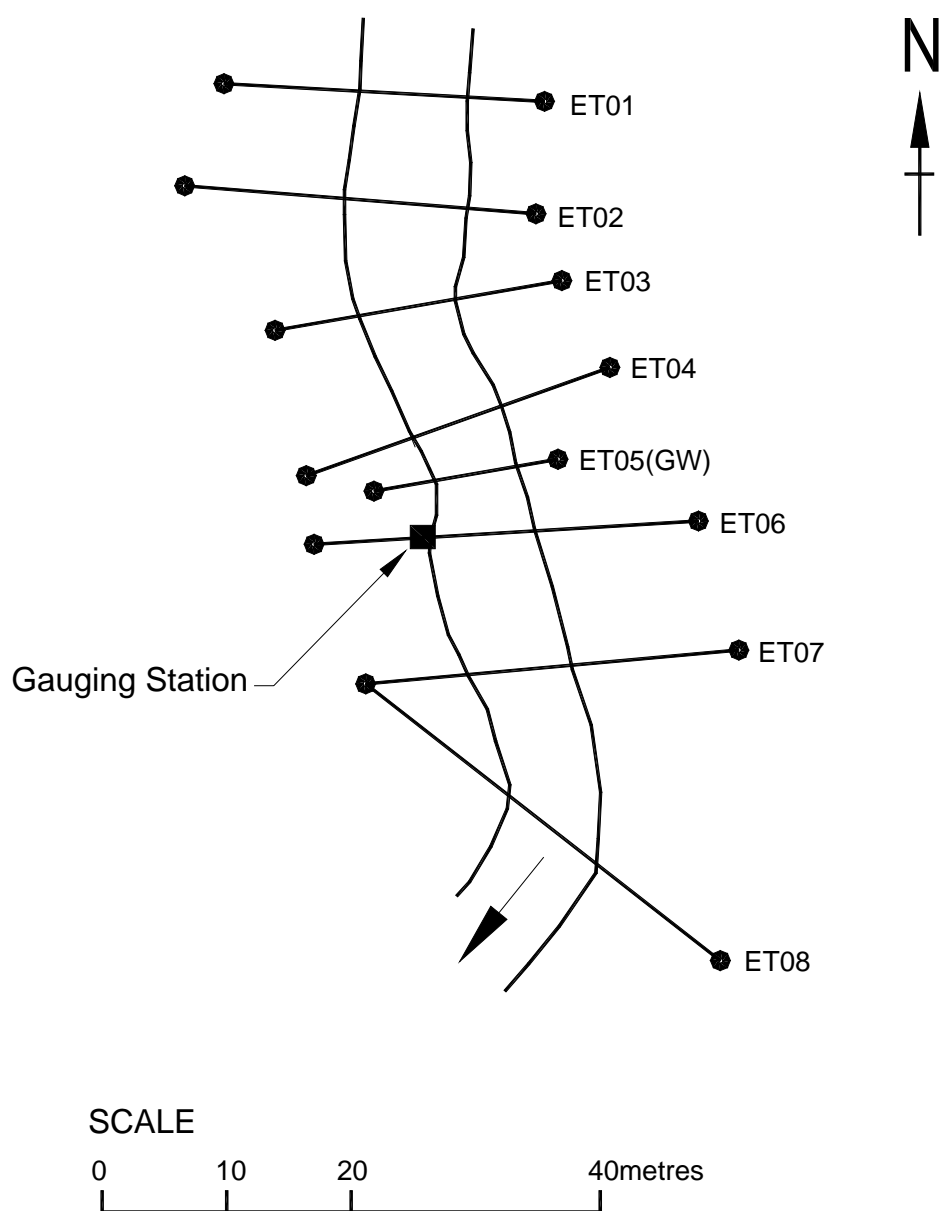 N
ET01
ET02
ET03
ET04
ET05(GW)
ET06
ET07
Gauging Station
ET08
SCALE
0 10 20 40metres